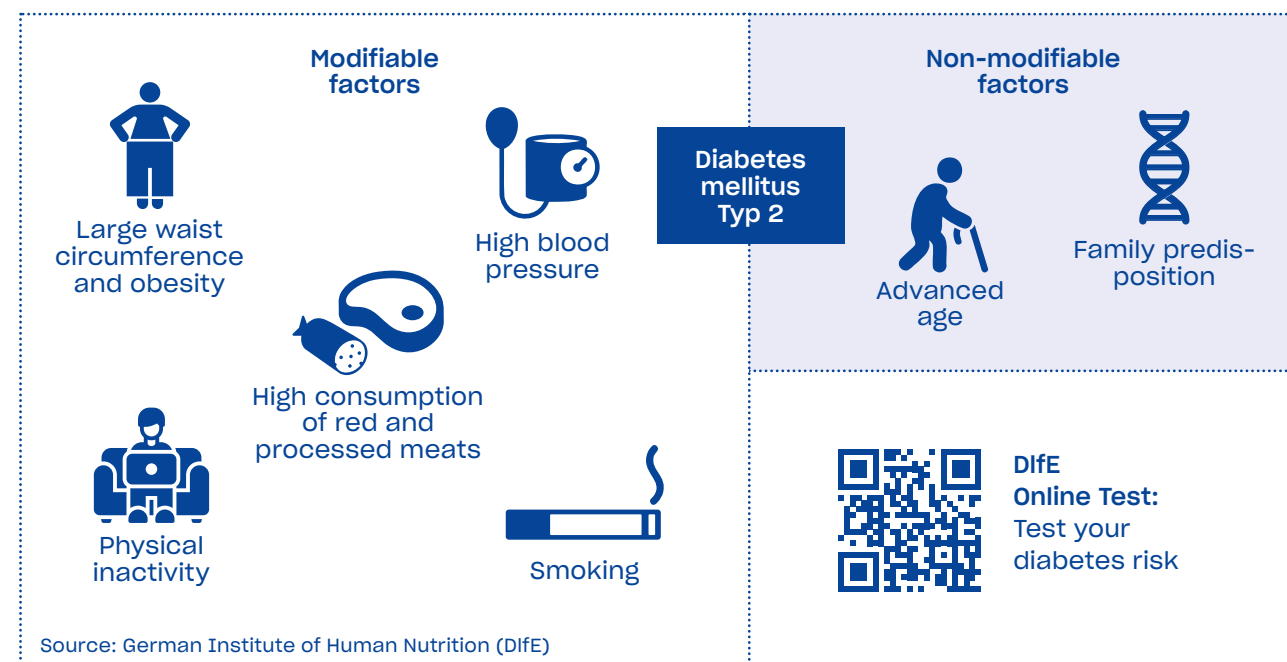 Modifiable
factors
Large waist
circumference
and obesity
High blood
pressure
High consumption
of red and
processed meats
Physical
inactivity
Smoking
Diabetes
mellitus
Typ 2
Non-modifiable
factors
Advanced
age
Family predis-
position
DIfE
Online Test:
Test your
diabetes risk
Source: German Institute of Human Nutrition (DIfE)